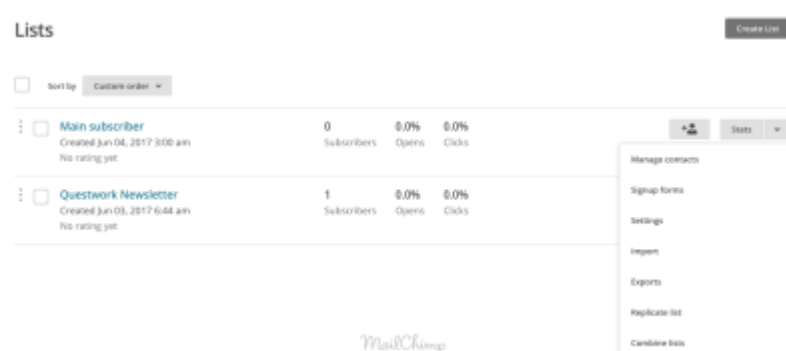 Lists
Create List
Sort by Custom order
Main subscriber 0 0.0% 0.0% Stats
Created Jun 04, 2017 3:00 am Subscribers Opens Clicks
No rating yet
Manage contacts
Signup forms
Questwork Newsletter 1 0.0% 0.0%
Created Jun 03, 2017 6:44 am Subscribers Opens Clicks
No rating yet
Settings
Import
Exports
Replicate list
Combine lists
MailChimp